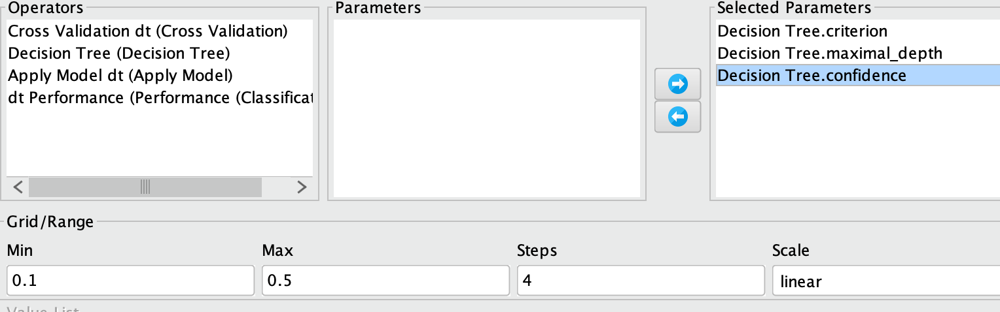 Operators
Cross Validation dt (Cross Validation)
Decision Tree (Decision Tree)
Apply Model dt (Apply Model)
dt Performance (Performance (Classificat
Parameters
Selected Parameters
Decision Tree.criterion
Decision Tree.maximal_depth
Decision Tree.confidence
Grid/Range
Min
Max
Steps
Scale
0.1
0.5
4
linear
Value List